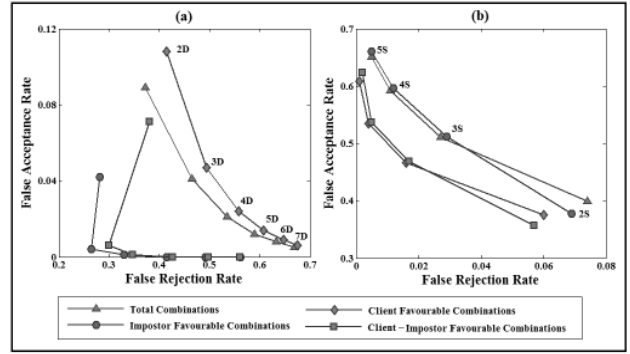 (a)
(b)
0.12
0.08
0.04
0
0.2
0.3
0.4
0.5
0.6
0.7
False Acceptance Rate
False Rejection Rate
2D
3D
4D
5D
6D
7D
0.7
0.6
0.5
0.4
0.3
0
0.02
0.04
0.06
0.08
False Acceptance Rate
False Rejection Rate
5S
4S
3S
2S
Total Combinations
Client Favourable Combinations
Impostor Favourable Combinations
Client – Impostor Favourable Combinations